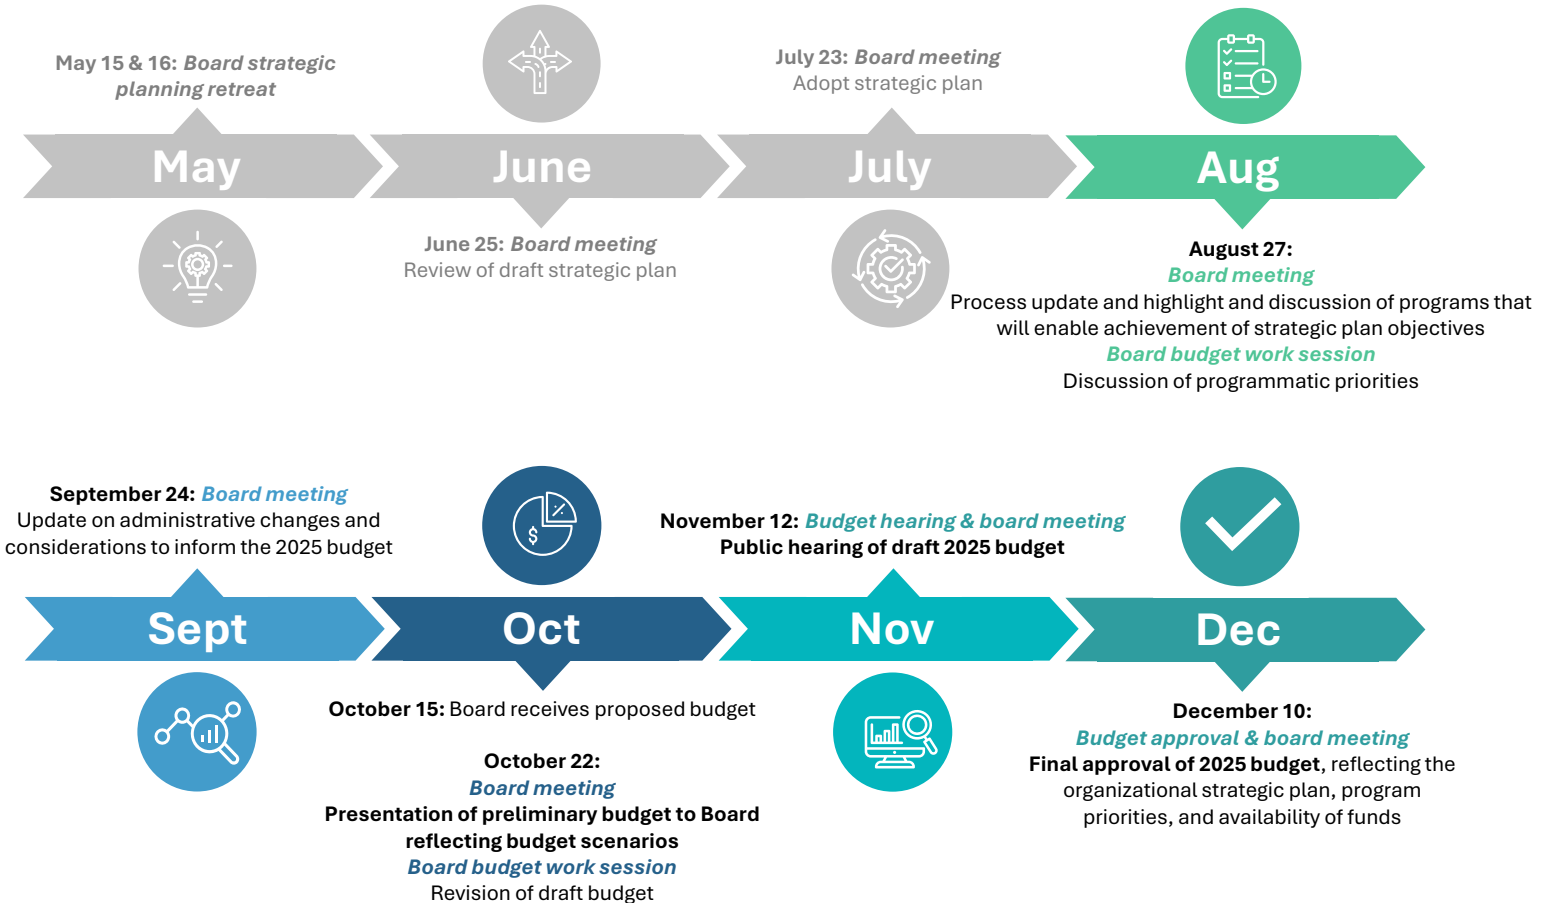 May 15 & 16: Board strategic
planning retreat
May
June
June 25: Board meeting
Review of draft strategic plan
July 23: Board meeting
Adopt strategic plan
July
Aug
August 27:
Board meeting
Process update and highlight and discussion of programs that
will enable achievement of strategic plan objectives
Board budget work session
Discussion of programmatic priorities
September 24: Board meeting
Update on administrative changes and
considerations to inform the 2025 budget
Sept
%
$
Oct
October 15: Board receives proposed budget
October 22:
Board meeting
Presentation of preliminary budget to Board
reflecting budget scenarios
Board budget work session
Revision of draft budget
November 12: Budget hearing & board meeting
Public hearing of draft 2025 budget
Nov
Dec
December 10:
Budget approval & board meeting
Final approval of 2025 budget, reflecting the
organizational strategic plan, program
priorities, and availability of funds